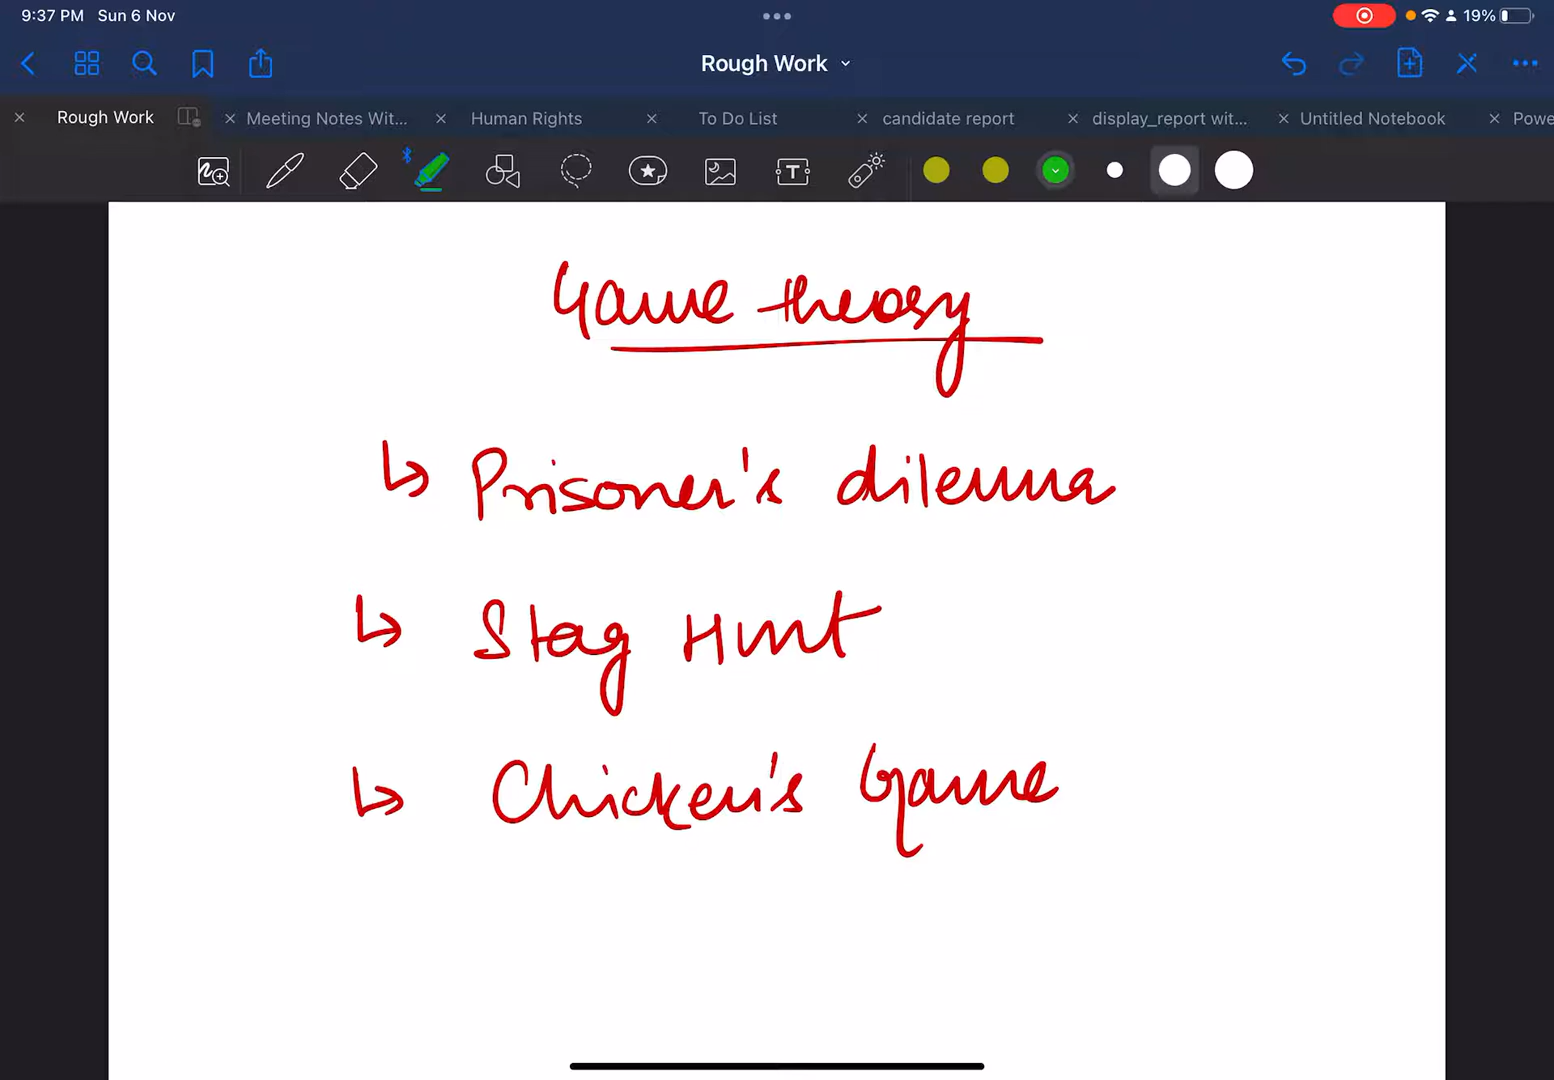 9:37 PM Sun 6 Nov
19%
Rough Work
Rough Work
Meeting Notes Wit...
Human Rights
To Do List
candidate report
display_report wit...
Untitled Notebook
Powe
T
Game theory
↳ Prisoner's dilemma
↳ Stag Hunt
↳ Chicken's Game